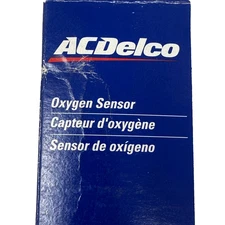 ACDelco
Oxygen Sensor
Capteur d'oxygène
Sensor de oxígeno